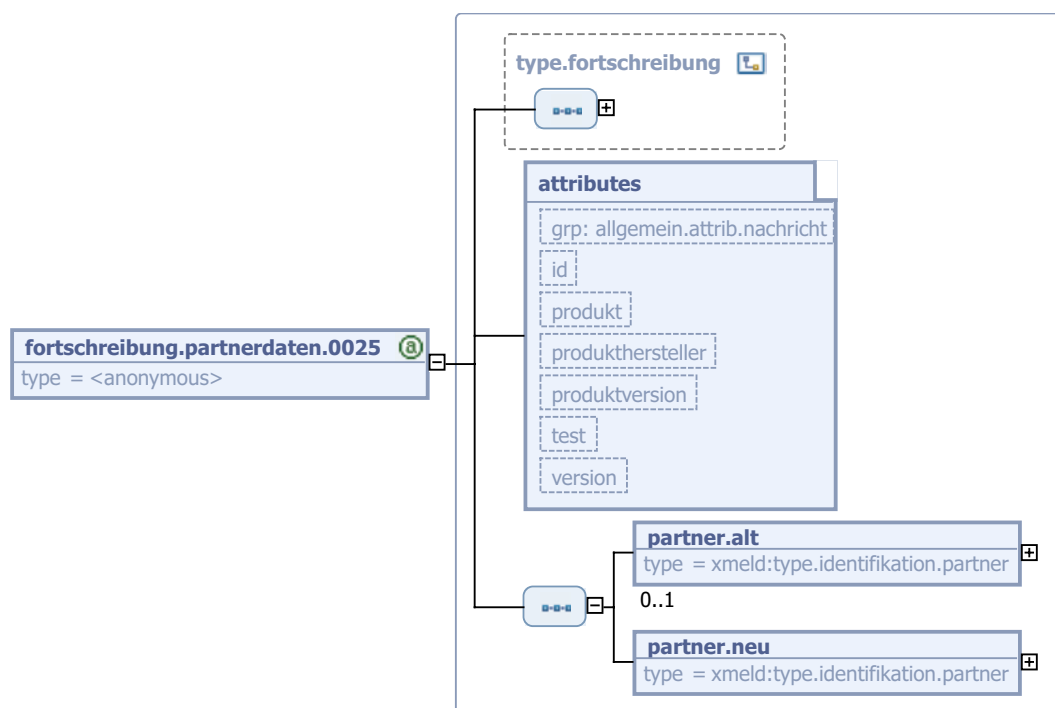 type.fortschreibung
attributes
grp: allgemein.attrib.nachricht
id
produkt
produkthersteller
produktversion
test
version
fortschreibung.partnerdaten.0025
type = <anonymous>
partner.alt
type = xmeld:type.identifikation.partner
0..1
partner.neu
type = xmeld:type.identifikation.partner